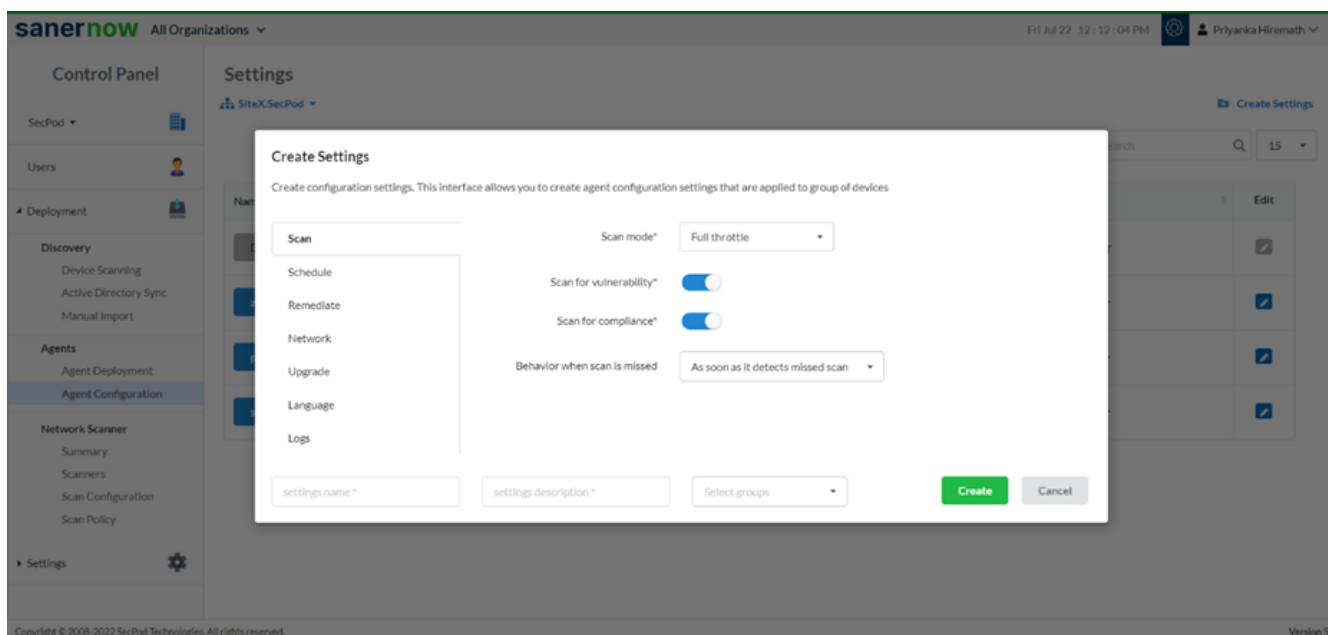 sanernow All Organizations
Fri Jul 22 12:12:04 PM
Priyanka Hiremath
Control Panel
SecPod
Users
Deployment
Discovery
Device Scanning
Active Directory Sync
Manual Import
Agents
Agent Deployment
Agent Configuration
Network Scanner
Summary
Scanners
Scan Configuration
Scan Policy
Settings
Settings
SiteX.SecPod
Create Settings
15
Edit
Create Settings
Create configuration settings. This interface allows you to create agent configuration settings that are applied to group of devices
Scan
Schedule
Remediate
Network
Upgrade
Language
Logs
Scan mode* Full throttle
Scan for vulnerability*
Scan for compliance*
Behavior when scan is missed As soon as it detects missed scan
settings name * settings description * Select groups Create Cancel
Copyright © 2008-2022 SecPod Technologies. All rights reserved.
Version